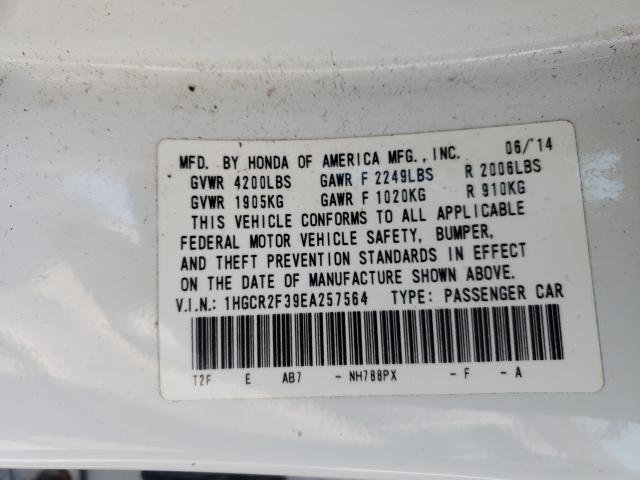 MFD. BY HONDA OF AMERICA MFG., INC. 06/'14
GVWR 4200LBS GAWR F 2249LBS R 2006LBS
GVWR 1905KG GAWR F 1020KG R 910KG
THIS VEHICLE CONFORMS TO ALL APPLICABLE
FEDERAL MOTOR VEHICLE SAFETY, BUMPER,
AND THEFT PREVENTION STANDARDS IN EFFECT
ON THE DATE OF MANUFACTURE SHOWN ABOVE.
V.I.N.: 1HGCR2F39EA257564 TYPE: PASSENGER CAR
T2F E AB7 - NH788PX - F - A